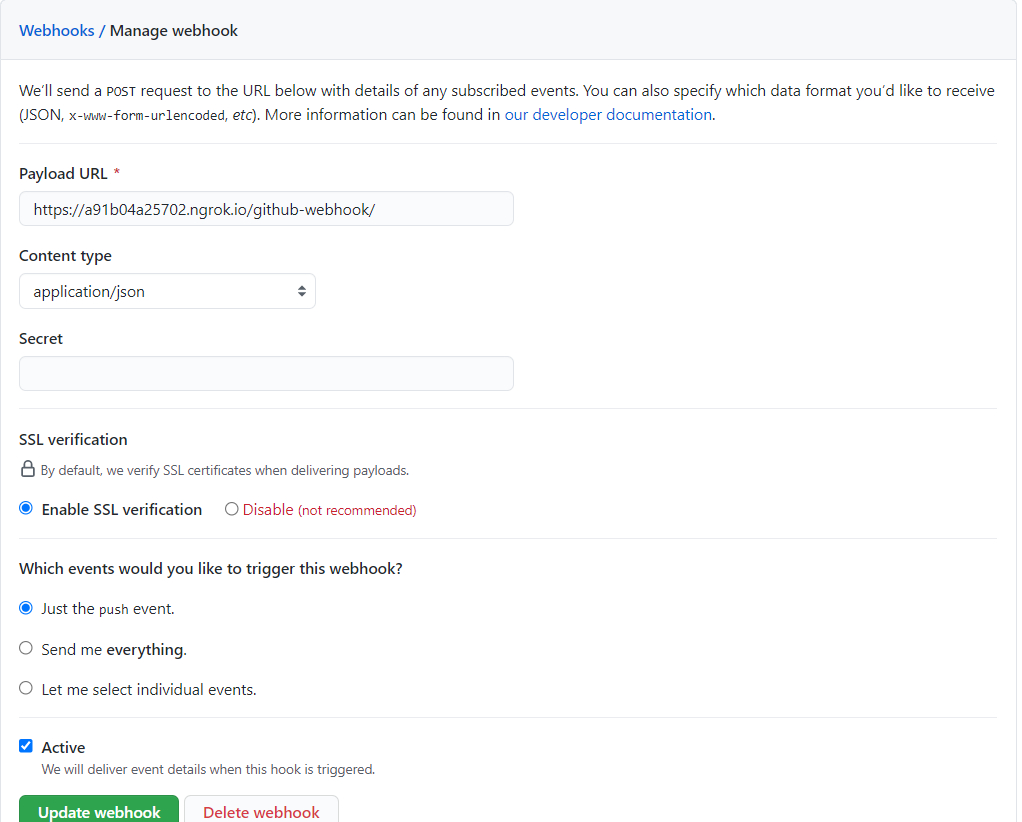 Webhooks / Manage webhook
We’ll send a POST request to the URL below with details of any subscribed events. You can also specify which data format you’d like to receive
(JSON, x-www-form-urlencoded, etc). More information can be found in our developer documentation.
Payload URL *
https://a91b04a25702.ngrok.io/github-webhook/
Content type
application/json
Secret
SSL verification
By default, we verify SSL certificates when delivering payloads.
Enable SSL verification Disable (not recommended)
Which events would you like to trigger this webhook?
Just the push event.
Send me everything.
Let me select individual events.
Active
We will deliver event details when this hook is triggered.
Update webhook Delete webhook